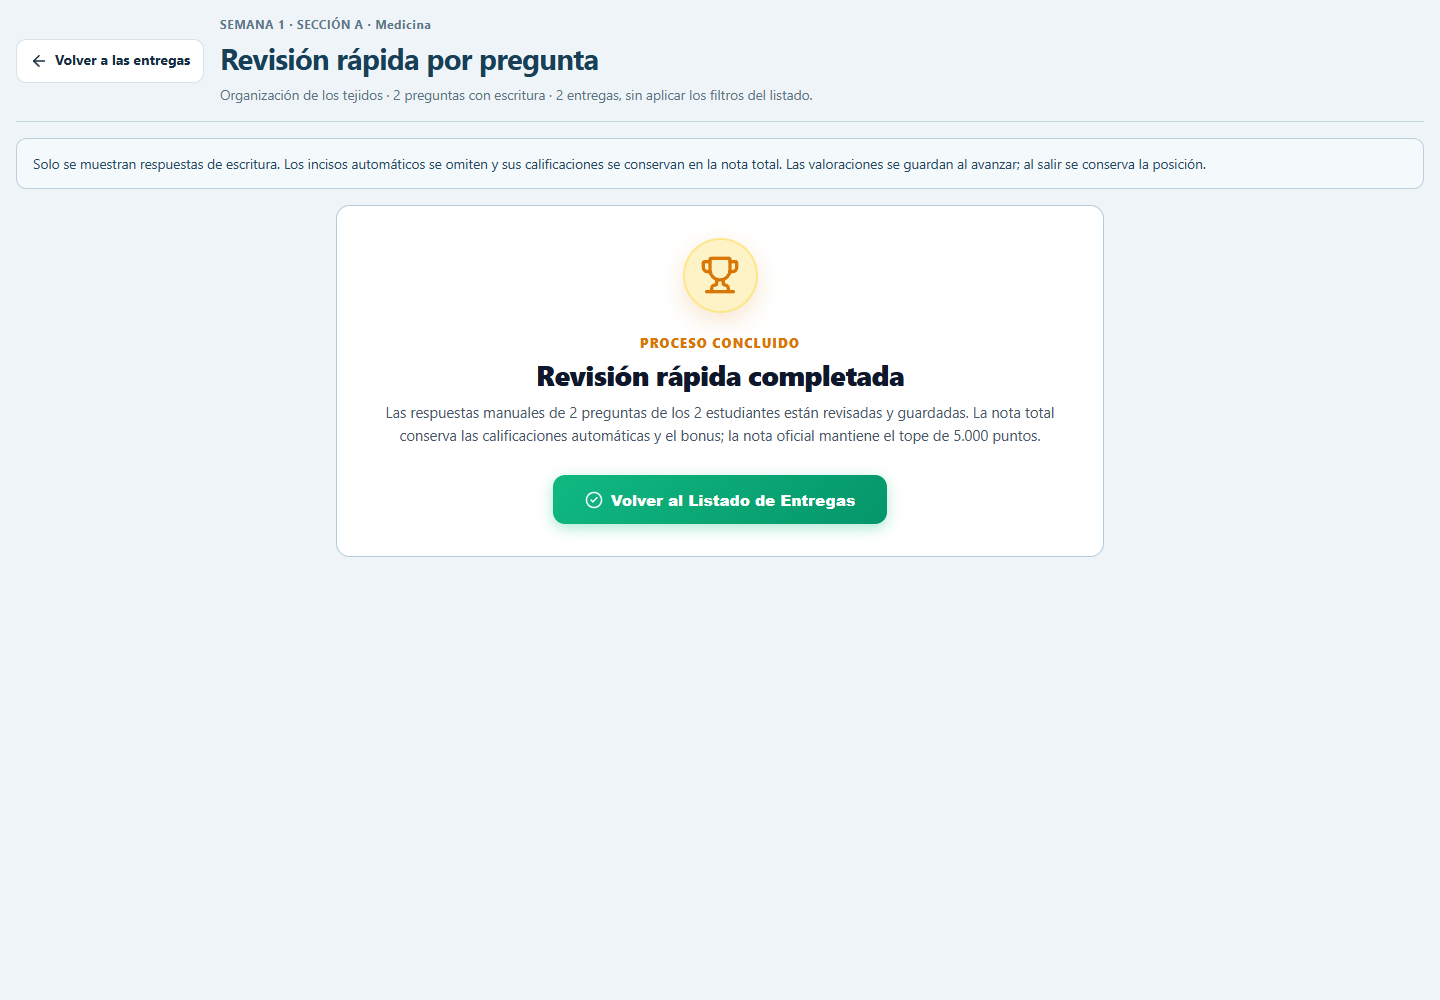 SEMANA 1 · SECCIÓN A · Medicina
Volver a las entregas
Revisión rápida por pregunta
Organización de los tejidos · 2 preguntas con escritura · 2 entregas, sin aplicar los filtros del listado.
Solo se muestran respuestas de escritura. Los incisos automáticos se omiten y sus calificaciones se conservan en la nota total. Las valoraciones se guardan al avanzar; al salir se conserva la posición.
PROCESO CONCLUIDO
Revisión rápida completada
Las respuestas manuales de 2 preguntas de los 2 estudiantes están revisadas y guardadas. La nota total
conserva las calificaciones automáticas y el bonus; la nota oficial mantiene el tope de 5.000 puntos.
Volver al Listado de Entregas